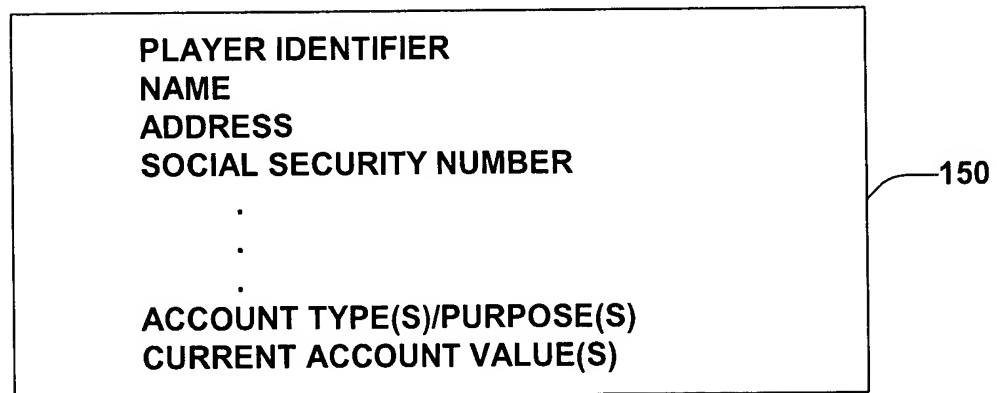 PLAYER IDENTIFIER
NAME
ADDRESS
SOCIAL SECURITY NUMBER
150
.
.
.
ACCOUNT TYPE(S)/PURPOSE(S)
CURRENT ACCOUNT VALUE(S)